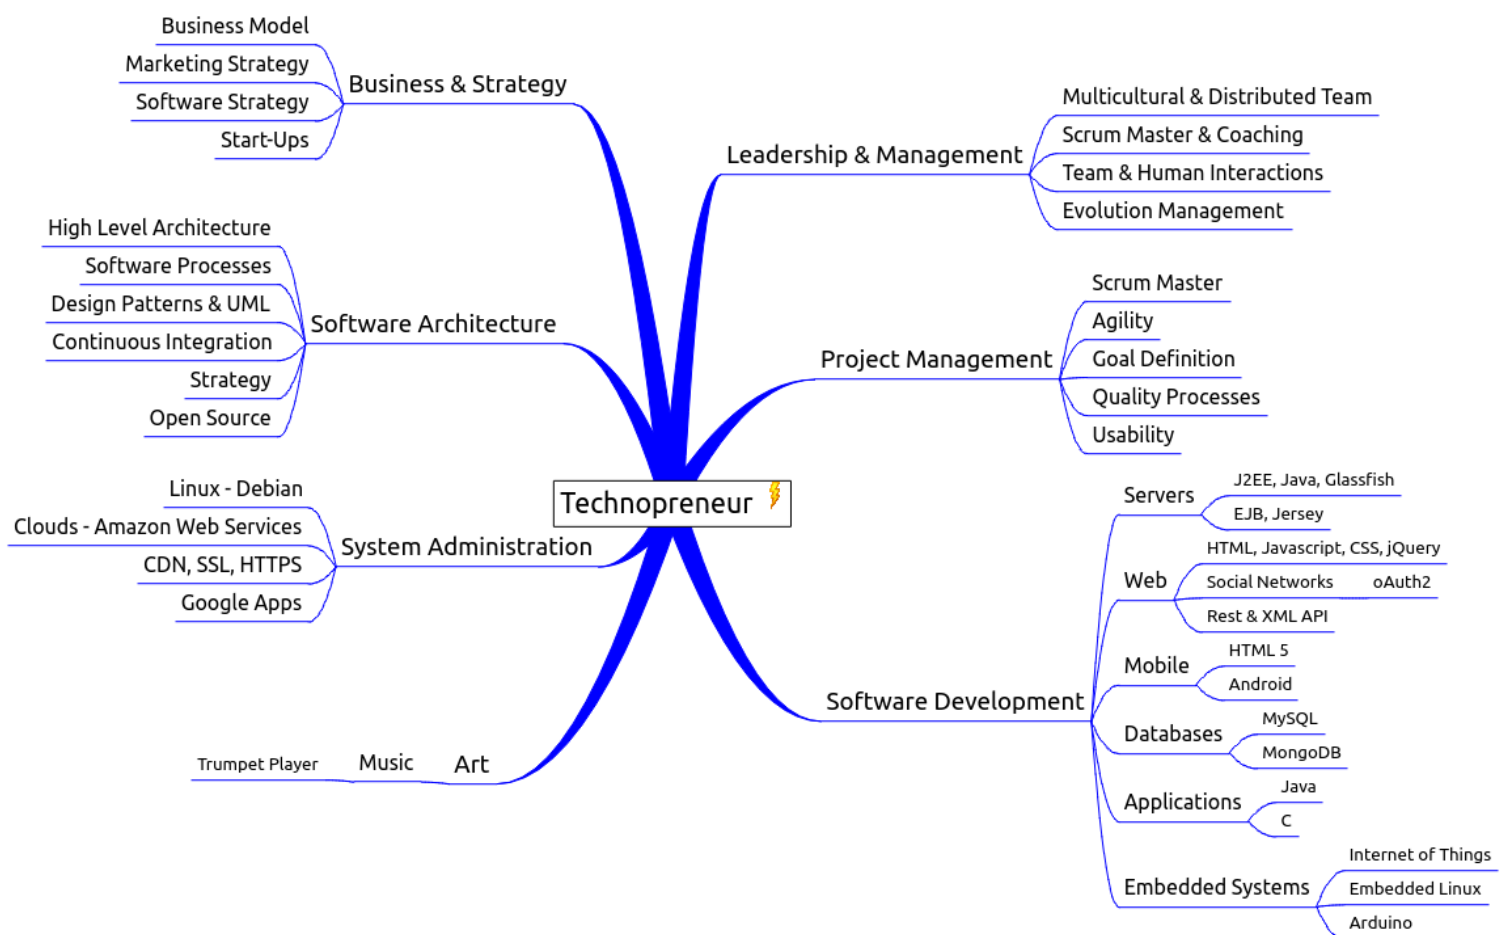 Technopreneur
Business & Strategy
Business Model
Marketing Strategy
Software Strategy
Start-Ups
Software Architecture
High Level Architecture
Software Processes
Design Patterns & UML
Continuous Integration
Strategy
Open Source
System Administration
Linux - Debian
Clouds - Amazon Web Services
CDN, SSL, HTTPS
Google Apps
Art
Music
Trumpet Player
Leadership & Management
Multicultural & Distributed Team
Scrum Master & Coaching
Team & Human Interactions
Evolution Management
Project Management
Scrum Master
Agility
Goal Definition
Quality Processes
Usability
Software Development
Servers
J2EE, Java, Glassfish
EJB, Jersey
Web
HTML, Javascript, CSS, jQuery
Social Networks
oAuth2
Rest & XML API
Mobile
HTML 5
Android
Databases
MySQL
MongoDB
Applications
Java
C
Embedded Systems
Internet of Things
Embedded Linux
Arduino